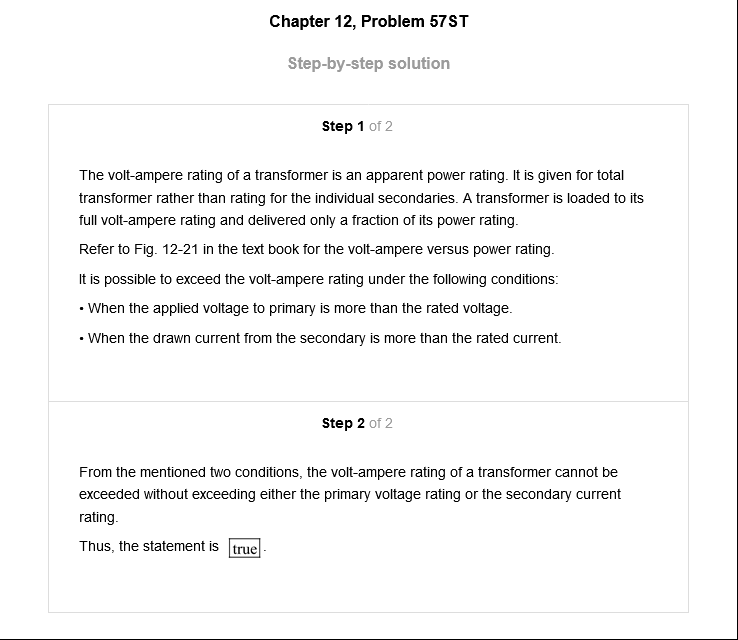 Chapter 12, Problem 57ST
Step-by-step solution
Step 1 of 2
The volt-ampere rating of a transformer is an apparent power rating. It is given for total
transformer rather than rating for the individual secondaries. A transformer is loaded to its
full volt-ampere rating and delivered only a fraction of its power rating.
Refer to Fig. 12-21 in the text book for the volt-ampere versus power rating.
It is possible to exceed the volt-ampere rating under the following conditions:
• When the applied voltage to primary is more than the rated voltage.
• When the drawn current from the secondary is more than the rated current.
Step 2 of 2
From the mentioned two conditions, the volt-ampere rating of a transformer cannot be
exceeded without exceeding either the primary voltage rating or the secondary current
rating.
Thus, the statement is true.